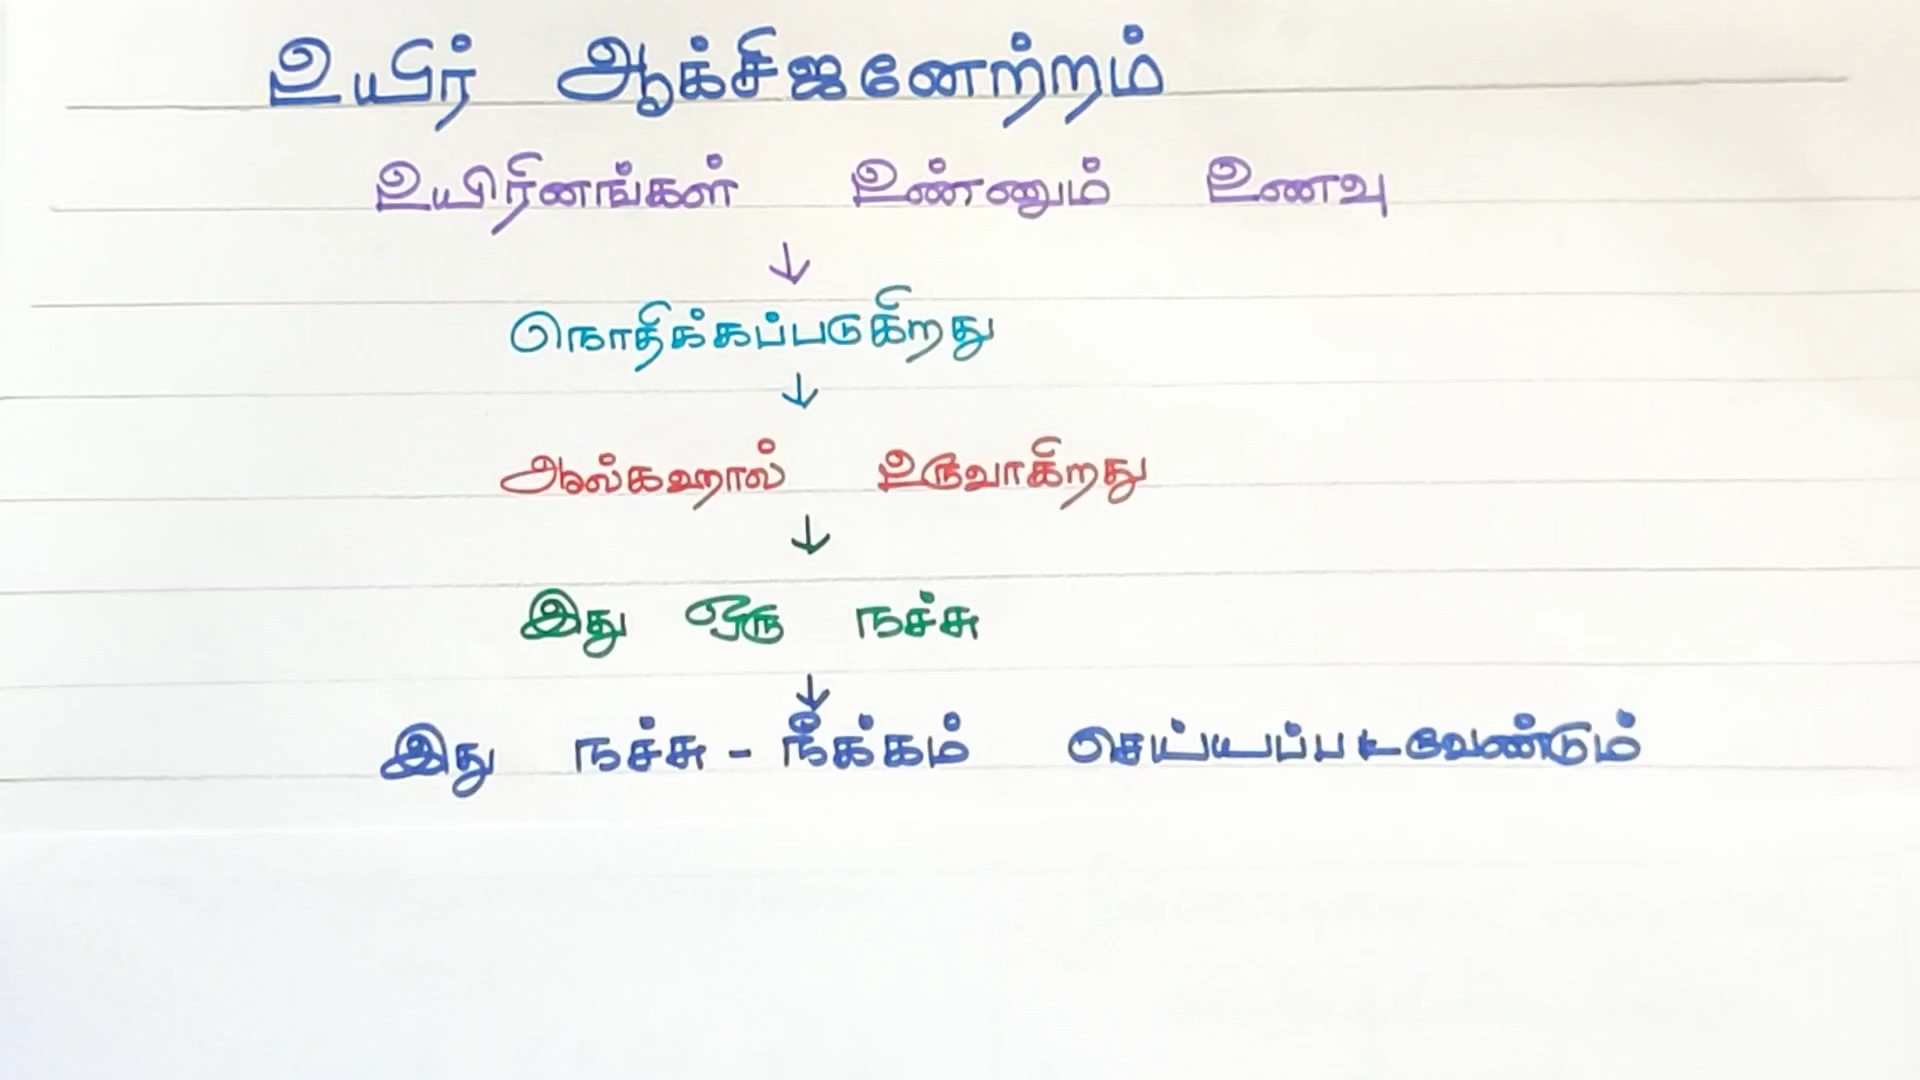 உயிர் ஆக்சிஜனேற்றம்
உயிரினங்கள் உண்ணும் உணவு
↓
நொதிக்கப்படுகிறது
↓
ஆல்கஹால் உருவாகிறது
↓
இது ஒரு நச்சு
↓
இது நச்சு - நீக்கம் செய்யப்படவேண்டும்